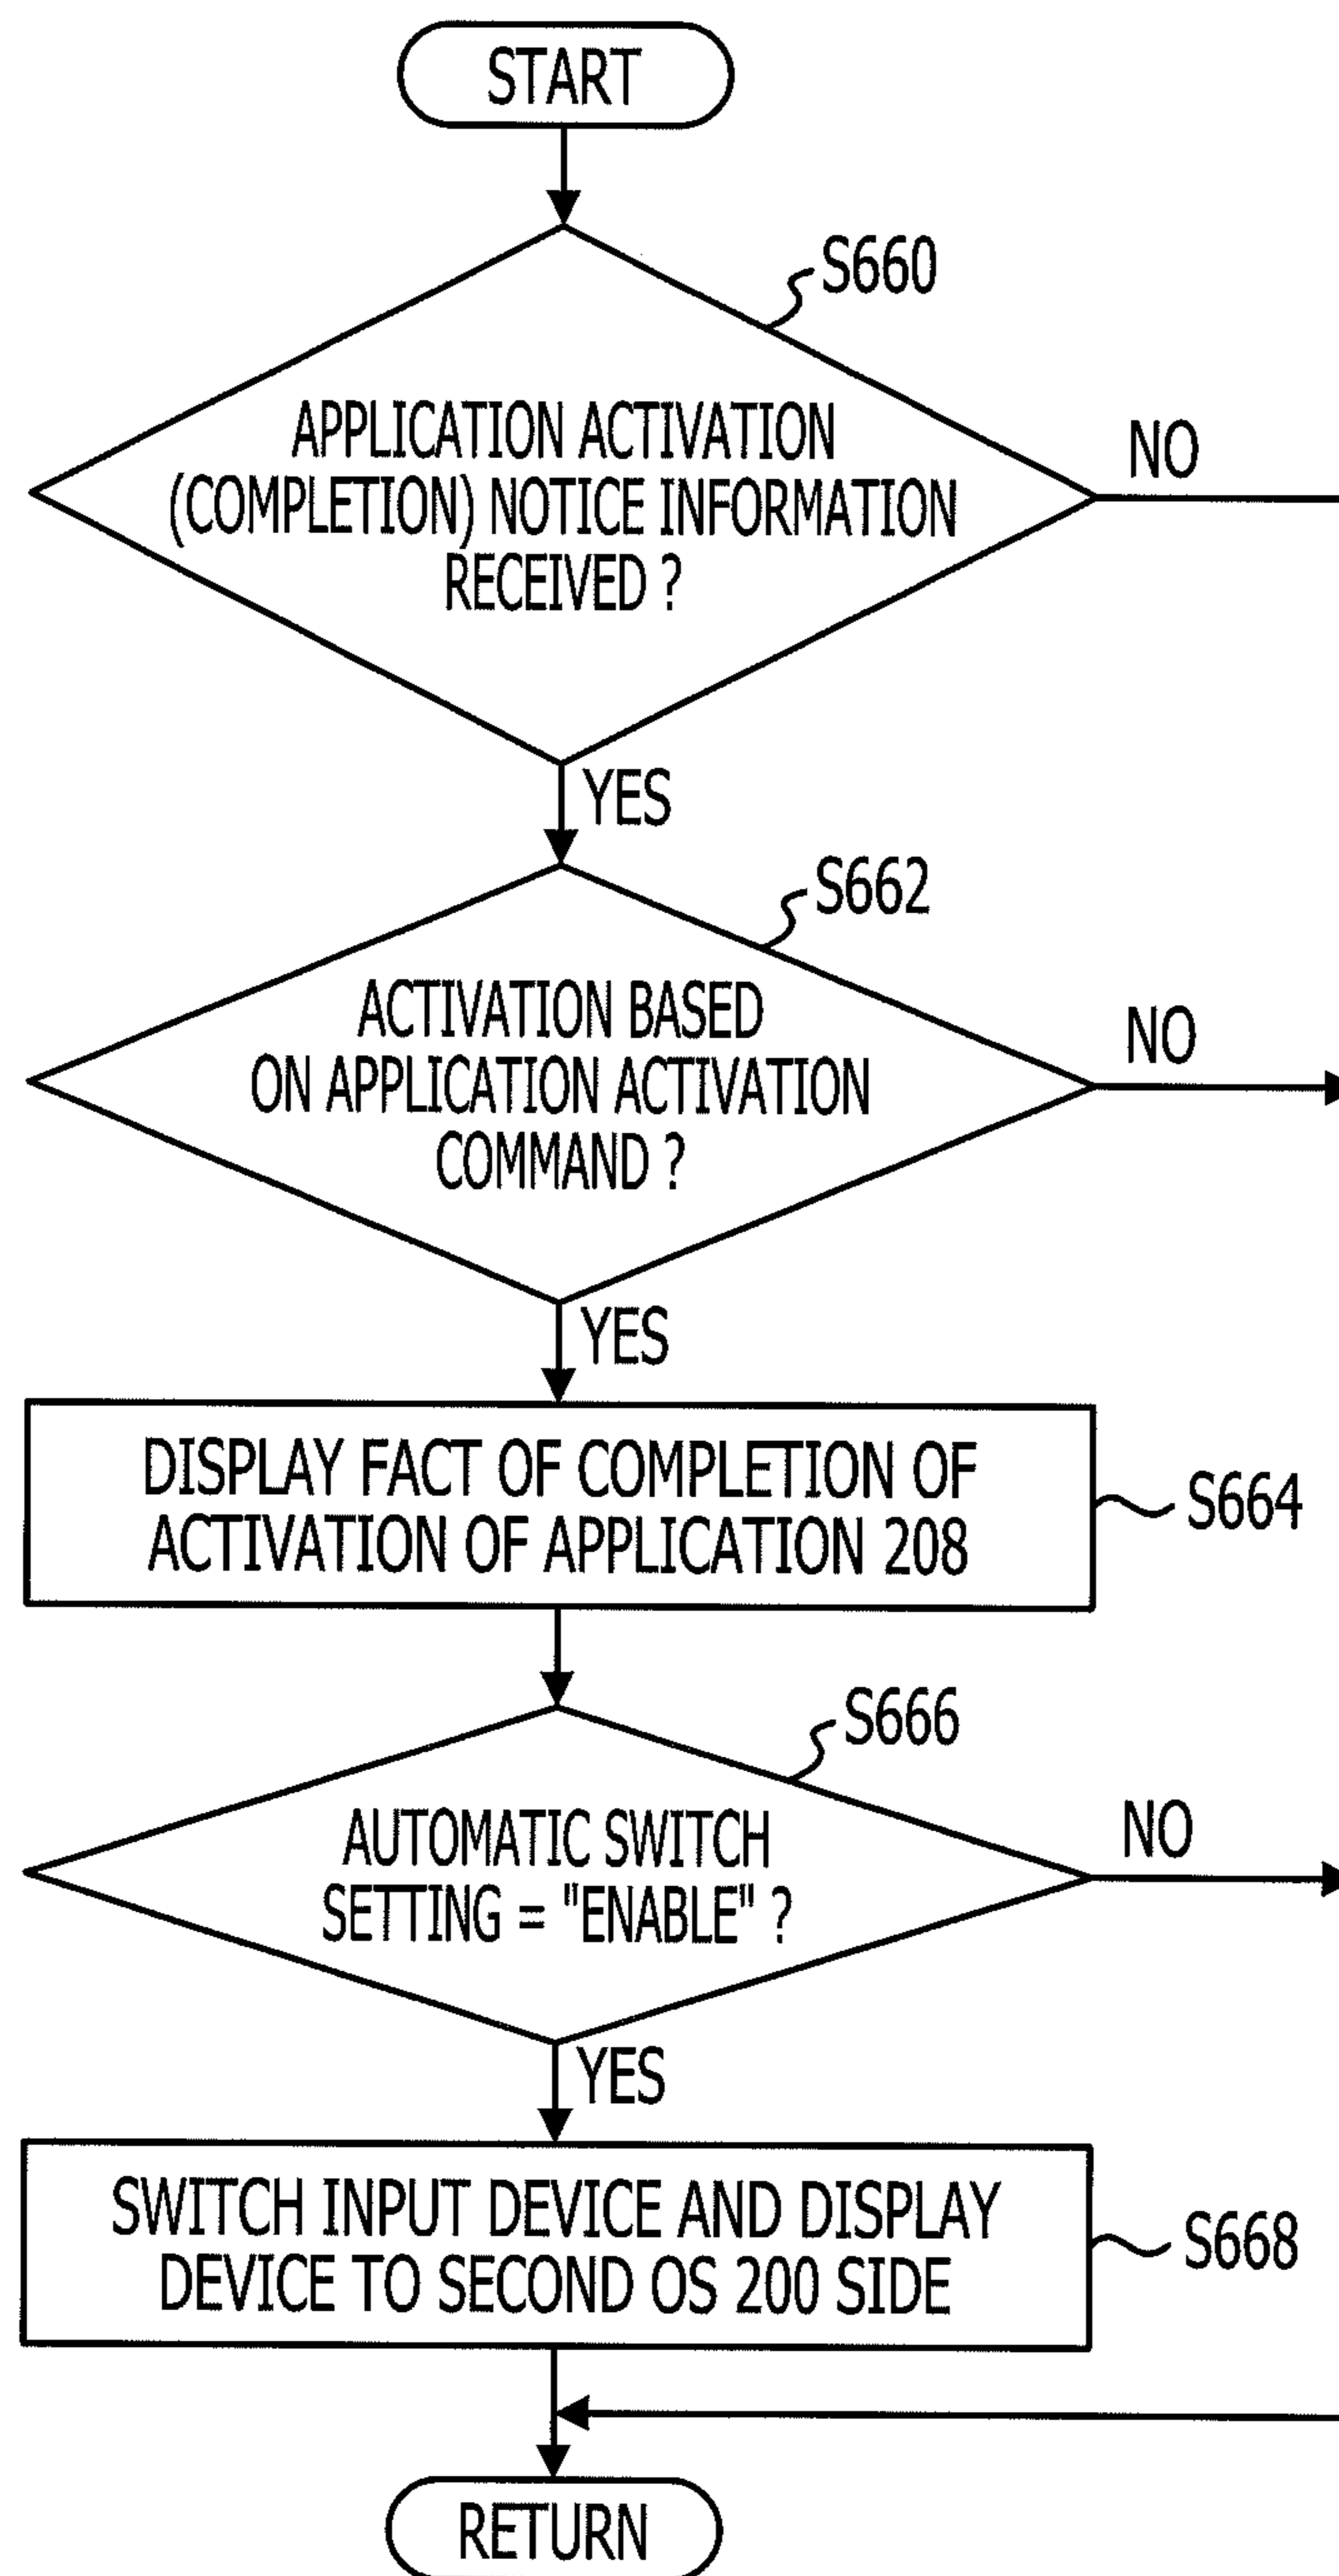 START
S660
APPLICATION ACTIVATION
(COMPLETION) NOTICE INFORMATION
RECEIVED ?
NO
YES
S662
ACTIVATION BASED
ON APPLICATION ACTIVATION
COMMAND ?
NO
YES
DISPLAY FACT OF COMPLETION OF
ACTIVATION OF APPLICATION 208
S664
S666
AUTOMATIC SWITCH
SETTING = "ENABLE" ?
NO
YES
SWITCH INPUT DEVICE AND DISPLAY
DEVICE TO SECOND OS 200 SIDE
S668
RETURN